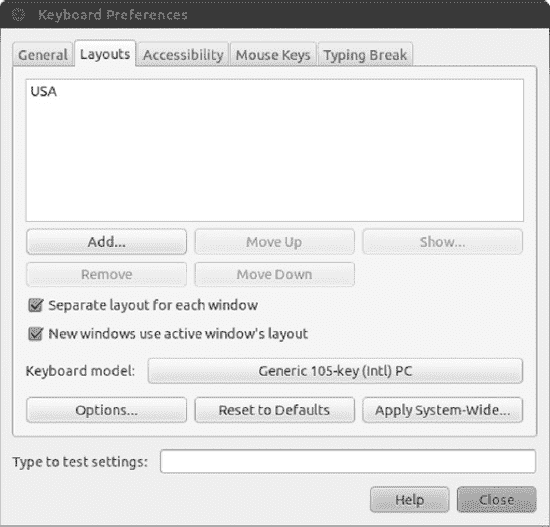 Keyboard Preferences
General Layouts Accessibility Mouse Keys Typing Break
USA
Add... Move Up Show...
Remove Move Down
Separate layout for each window
New windows use active window's layout
Keyboard model: Generic 105-key (Intl) PC
Options... Reset to Defaults Apply System-Wide...
Type to test settings:
Help Close